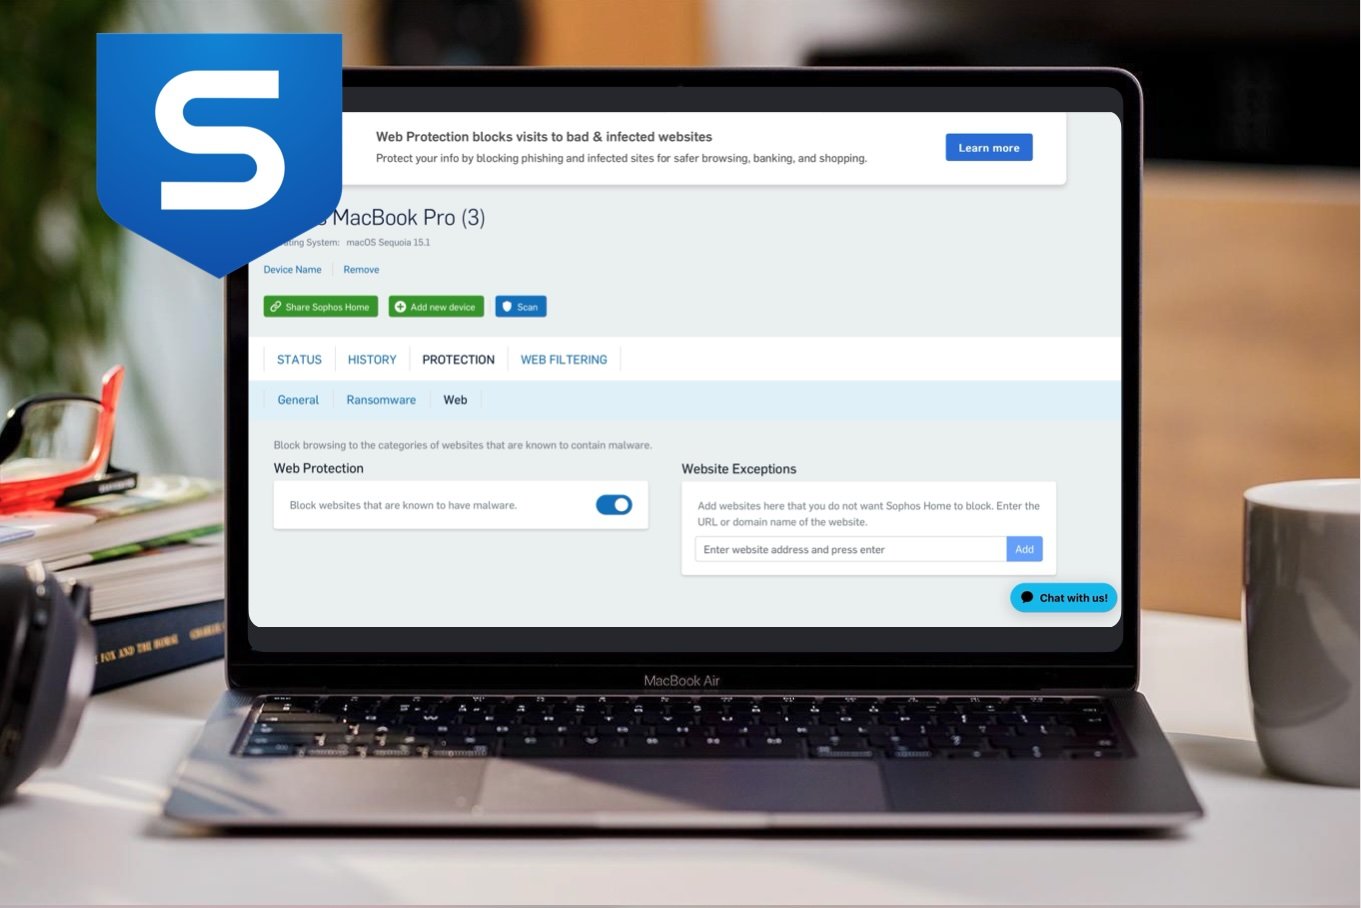 Web Protection blocks visits to bad & infected websites
Protect your info by blocking phishing and infected sites for safer browsing, banking, and shopping.
Learn more
MacBook Pro (3)
System: macOS Sequoia 15.1
Device Name
Remove
Share Sophos Home
Add new device
Scan
STATUS
HISTORY
PROTECTION
WEB FILTERING
General
Ransomware
Web
Block browsing to the categories of websites that are known to contain malware.
Web Protection
Block websites that are known to have malware.
Website Exceptions
Add websites here that you do not want Sophos Home to block. Enter the
URL or domain name of the website.
Enter website address and press enter
Add
Chat with us!
MacBook Air
FOX AND THE HORSE
S